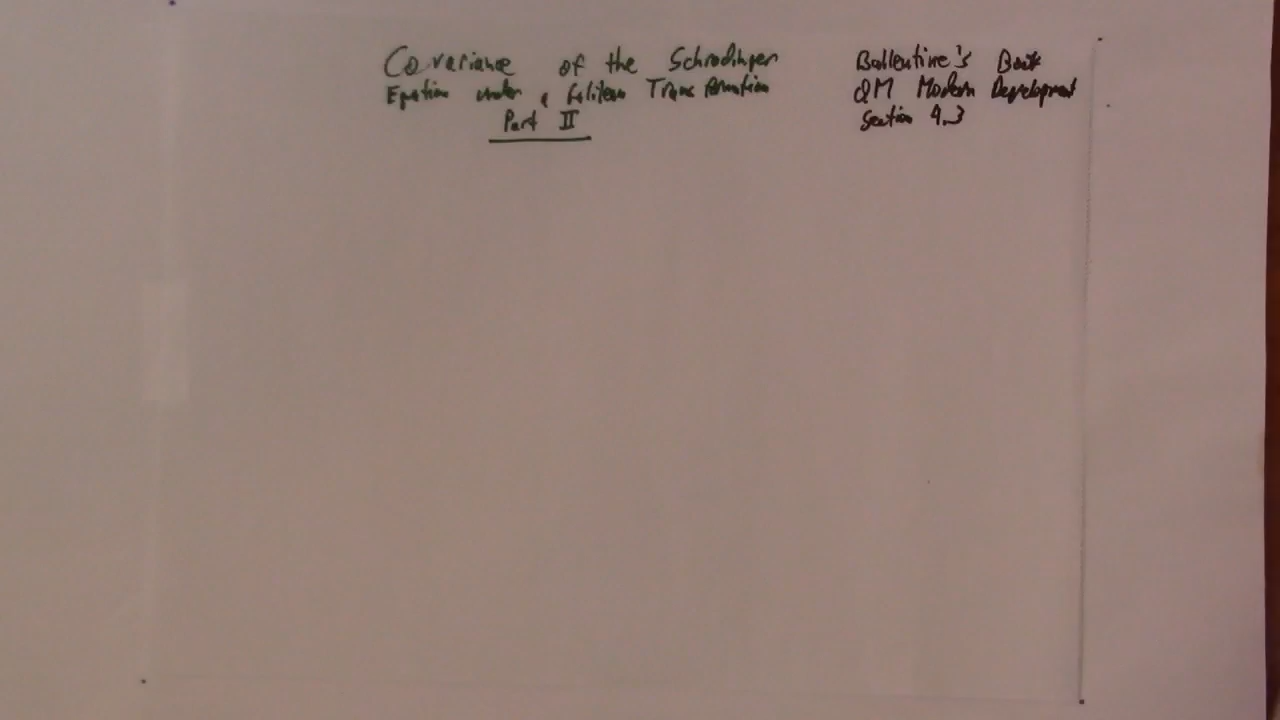 Covariance of the Schrodinger
Equation under a Galilean Transformation
Part II
Ballentine's Book
QM Modern Development
Section 4.3